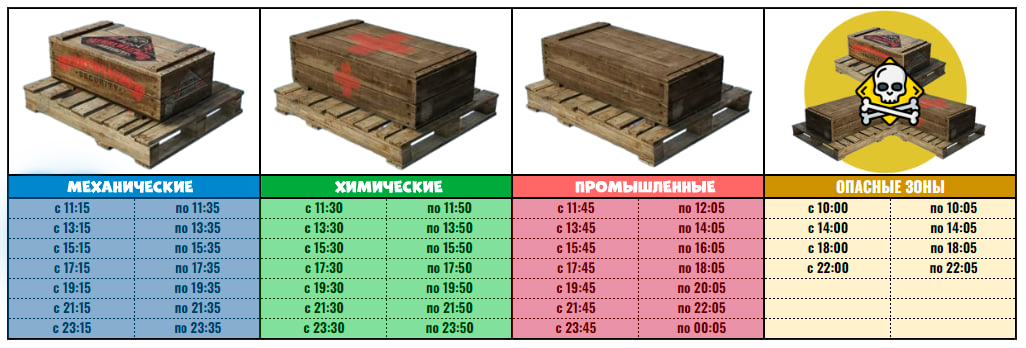 SECURITY
МЕХАНИЧЕСКИЕ ХИМИЧЕСКИЕ ПРОМЫШЛЕННЫЕ ОПАСНЫЕ ЗОНЫ
с 11:15 по 11:35 с 11:30 по 11:50 с 11:45 по 12:05 с 10:00 по 10:05
с 13:15 по 13:35 с 13:30 по 13:50 с 13:45 по 14:05 с 14:00 по 14:05
с 15:15 по 15:35 с 15:30 по 15:50 с 15:45 по 16:05 с 18:00 по 18:05
с 17:15 по 17:35 с 17:30 по 17:50 с 17:45 по 18:05 с 22:00 по 22:05
с 19:15 по 19:35 с 19:30 по 19:50 с 19:45 по 20:05
с 21:15 по 21:35 с 21:30 по 21:50 с 21:45 по 22:05
с 23:15 по 23:35 с 23:30 по 23:50 с 23:45 по 00:05